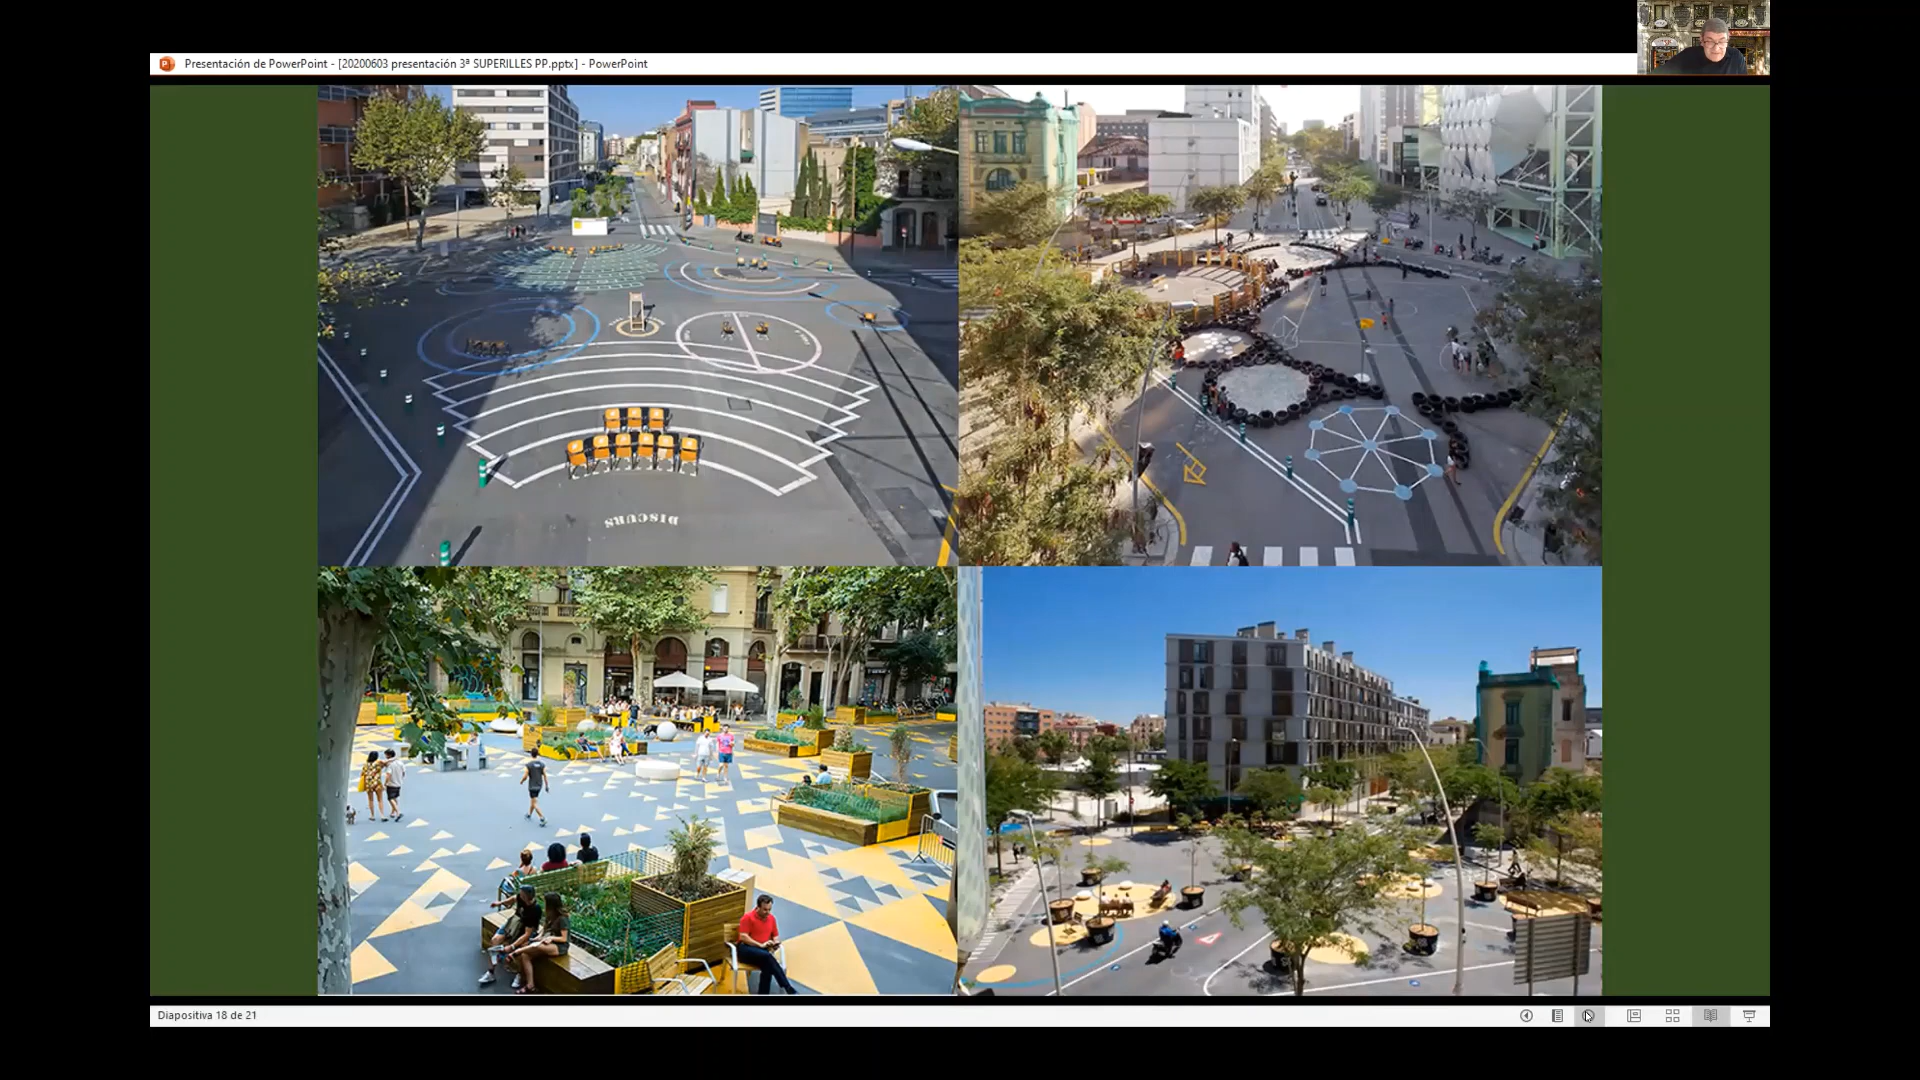 Presentación de PowerPoint - [20200603 presentación 3ª SUPERILLES PP.pptx] - PowerPoint
DISCURS
Diapositiva 18 de 21